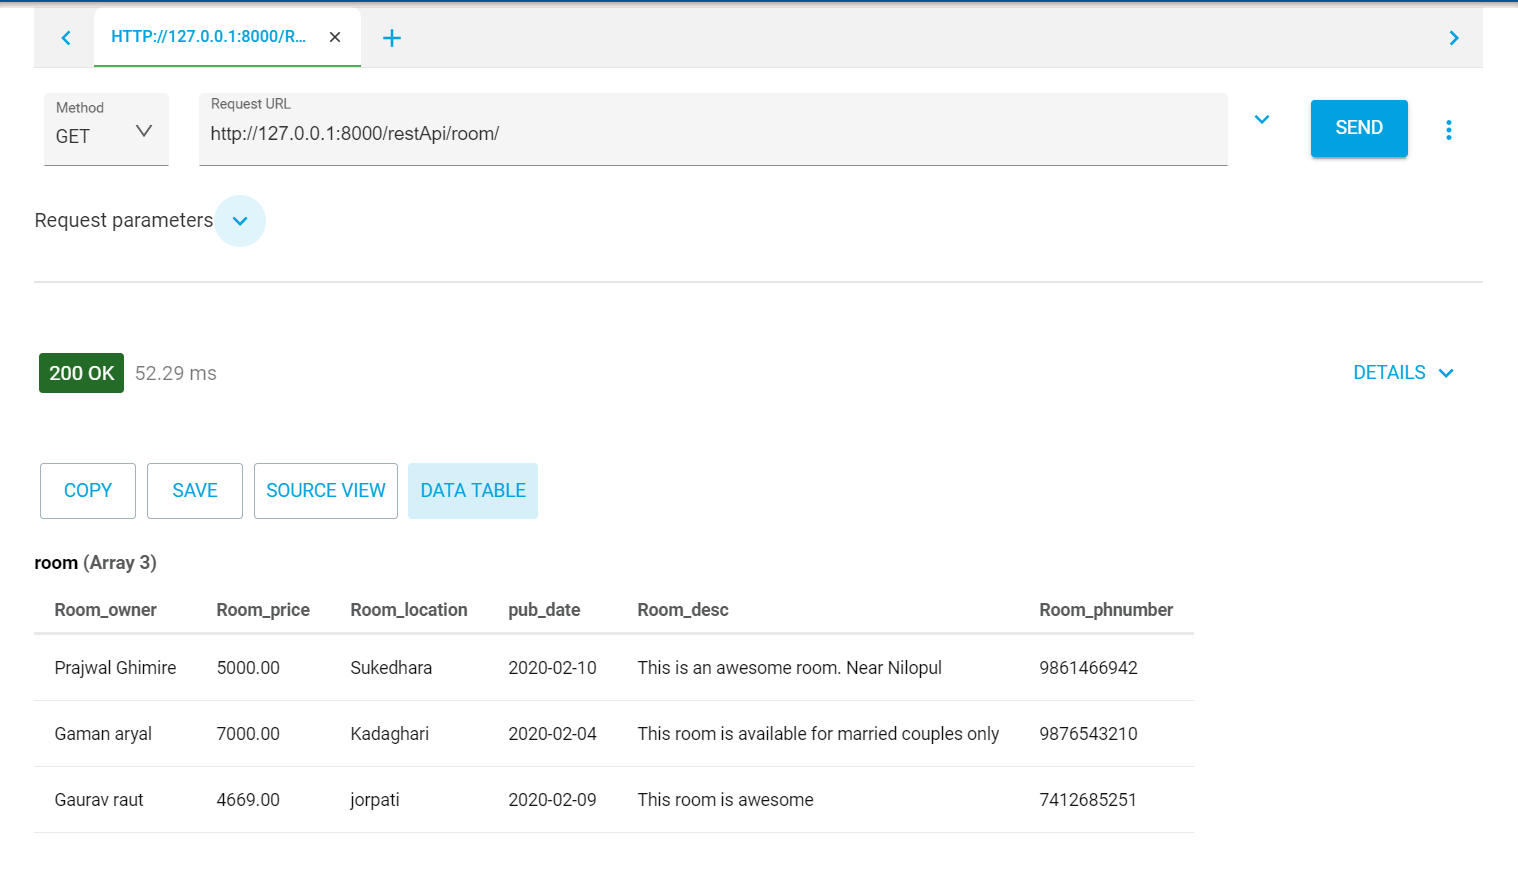 HTTP://127.0.0.1:8000/R...
Method
GET
Request URL
http://127.0.0.1:8000/restApi/room/
SEND
Request parameters
200 OK 52.29 ms
DETAILS
COPY SAVE SOURCE VIEW DATA TABLE
room (Array 3)
Room_owner Room_price Room_location pub_date Room_desc Room_phnumber
Prajwal Ghimire 5000.00 Sukedhara 2020-02-10 This is an awesome room. Near Nilopul 9861466942
Gaman aryal 7000.00 Kadaghari 2020-02-04 This room is available for married couples only 9876543210
Gaurav raut 4669.00 jorpati 2020-02-09 This room is awesome 7412685251